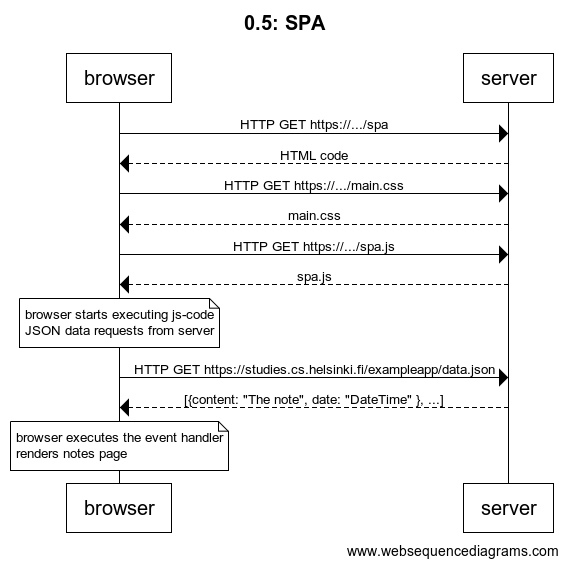 0.5: SPA
browser
server
HTTP GET https://.../spa
HTML code
HTTP GET https://.../main.css
main.css
HTTP GET https://.../spa.js
spa.js
browser starts executing js-code
JSON data requests from server
HTTP GET https://studies.cs.helsinki.fi/exampleapp/data.json
[{content: "The note", date: "DateTime" }, ...]
browser executes the event handler
renders notes page
browser
server
www.websequencediagrams.com